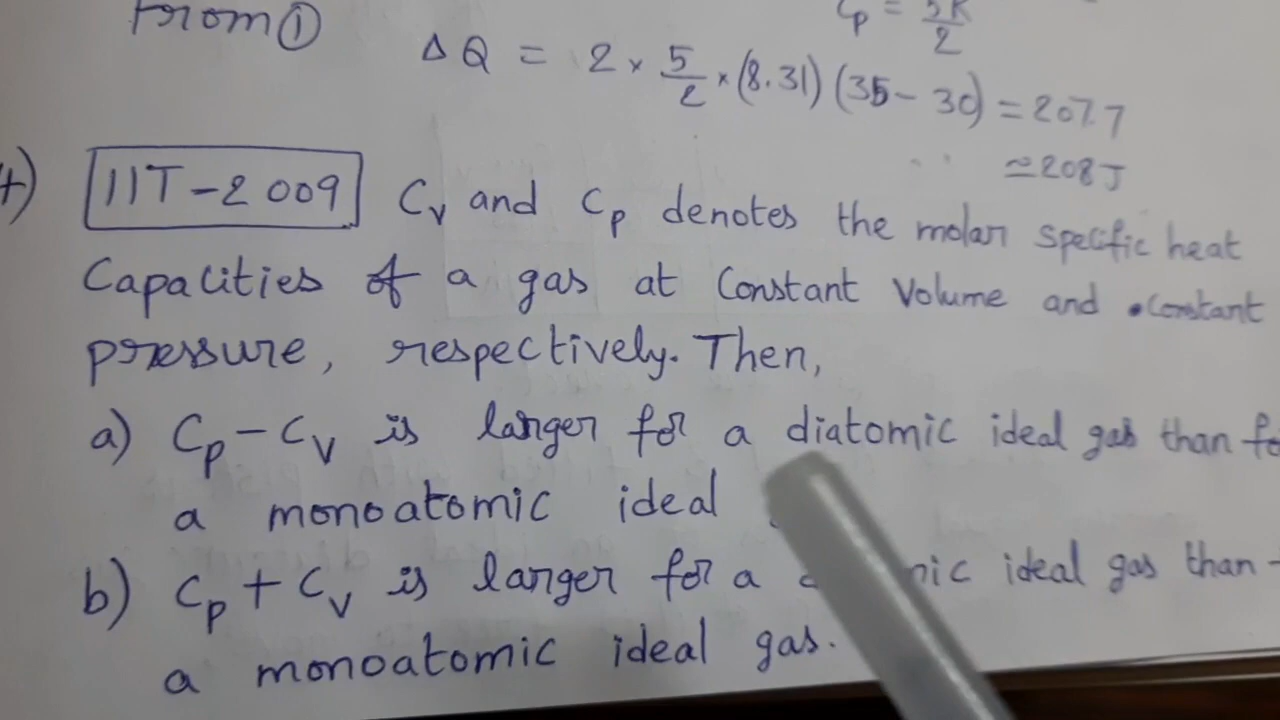 from ①
Cp = 5R/2
ΔQ = 2 × 5/2 × (8.31) (35 - 30) = 207.7
≃ 208 J
IIT - 2009 Cv and Cp denotes the molar specific heat
Capacities of a gas at Constant Volume and constant
pressure, respectively. Then,
a) Cp - Cv is larger for a diatomic ideal gas than
a monoatomic ideal
b) Cp + Cv is larger for a ideal gas than
a monoatomic ideal gas.